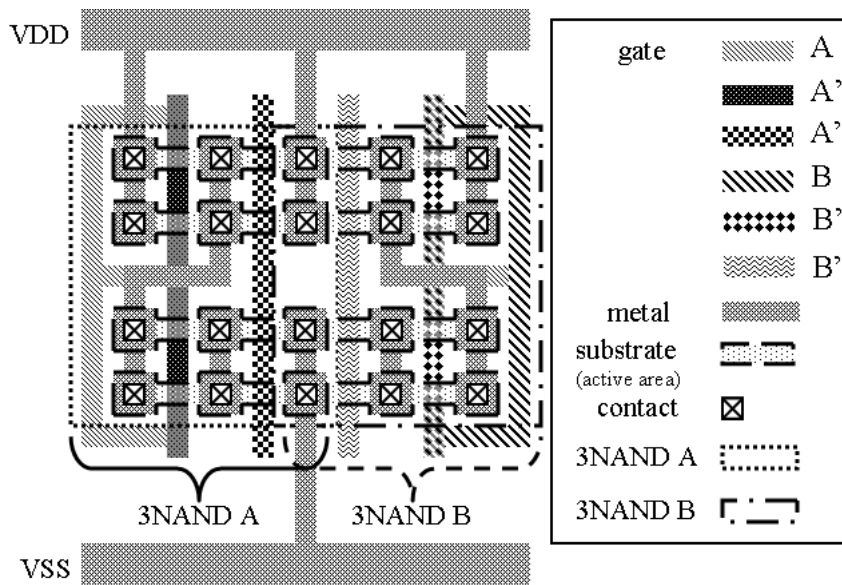 VDD
gate
A
A'
A'
B
B'
B'
metal
substrate
(active area)
contact
3NAND A
3NAND B
3NAND A
3NAND B
VSS